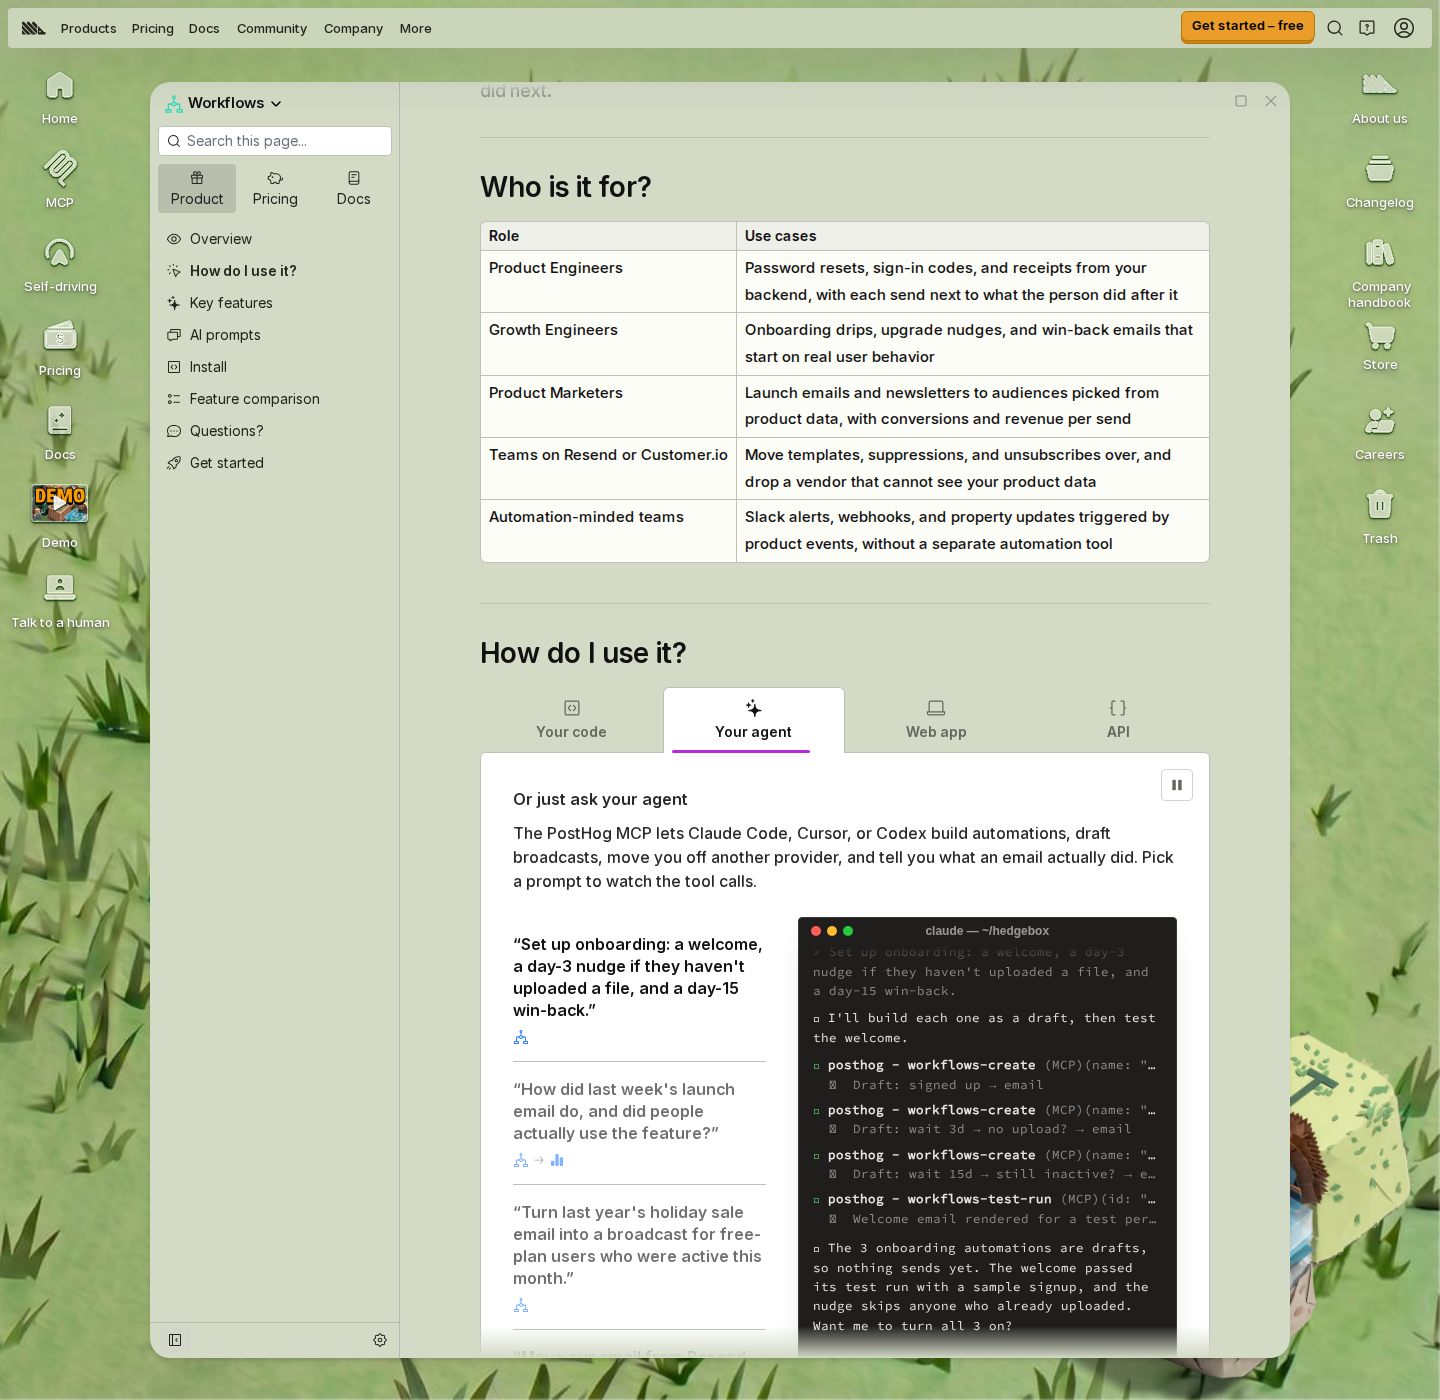 Products Pricing Docs Community Company More Get started – free
Home
MCP
Self-driving
Pricing
Docs
DEMO
Demo
Talk to a human
Workflows
Search this page...
Product Pricing Docs
Overview
How do I use it?
Key features
AI prompts
Install
Feature comparison
Questions?
Get started
did next.
Who is it for?
Role Use cases
Product Engineers
Password resets, sign-in codes, and receipts from your
backend, with each send next to what the person did after it
Growth Engineers
Onboarding drips, upgrade nudges, and win-back emails that
start on real user behavior
Product Marketers
Launch emails and newsletters to audiences picked from
product data, with conversions and revenue per send
Teams on Resend or Customer.io
Move templates, suppressions, and unsubscribes over, and
drop a vendor that cannot see your product data
Automation-minded teams
Slack alerts, webhooks, and property updates triggered by
product events, without a separate automation tool
How do I use it?
Your code Your agent Web app API
Or just ask your agent
The PostHog MCP lets Claude Code, Cursor, or Codex build automations, draft
broadcasts, move you off another provider, and tell you what an email actually did. Pick
a prompt to watch the tool calls.
“Set up onboarding: a welcome,
a day-3 nudge if they haven't
uploaded a file, and a day-15
win-back.”
“How did last week's launch
email do, and did people
actually use the feature?”
“Turn last year's holiday sale
email into a broadcast for free-
plan users who were active this
month.”
“Move our email from Resend
claude — ~/hedgebox
> Set up onboarding: a welcome, a day-3
nudge if they haven't uploaded a file, and
a day-15 win-back.
I'll build each one as a draft, then test
the welcome.
posthog - workflows-create (MCP)(name: "…
Draft: signed up → email
posthog - workflows-create (MCP)(name: "…
Draft: wait 3d → no upload? → email
posthog - workflows-create (MCP)(name: "…
Draft: wait 15d → still inactive? → e…
posthog - workflows-test-run (MCP)(id: "…
Welcome email rendered for a test per…
The 3 onboarding automations are drafts,
so nothing sends yet. The welcome passed
its test run with a sample signup, and the
nudge skips anyone who already uploaded.
Want me to turn all 3 on?
About us
Changelog
Company
handbook
Store
Careers
Trash